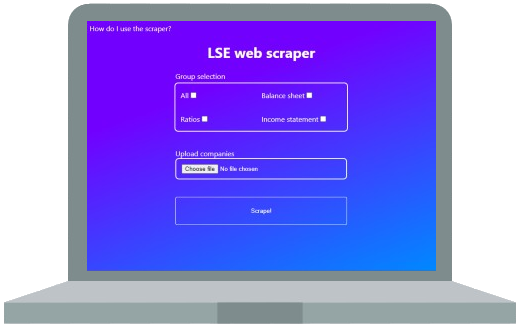 How do I use the scraper?
LSE web scraper
Group selection
All
Balance sheet
Ratios
Income statement
Upload companies
Choose file No file chosen
Scrape!